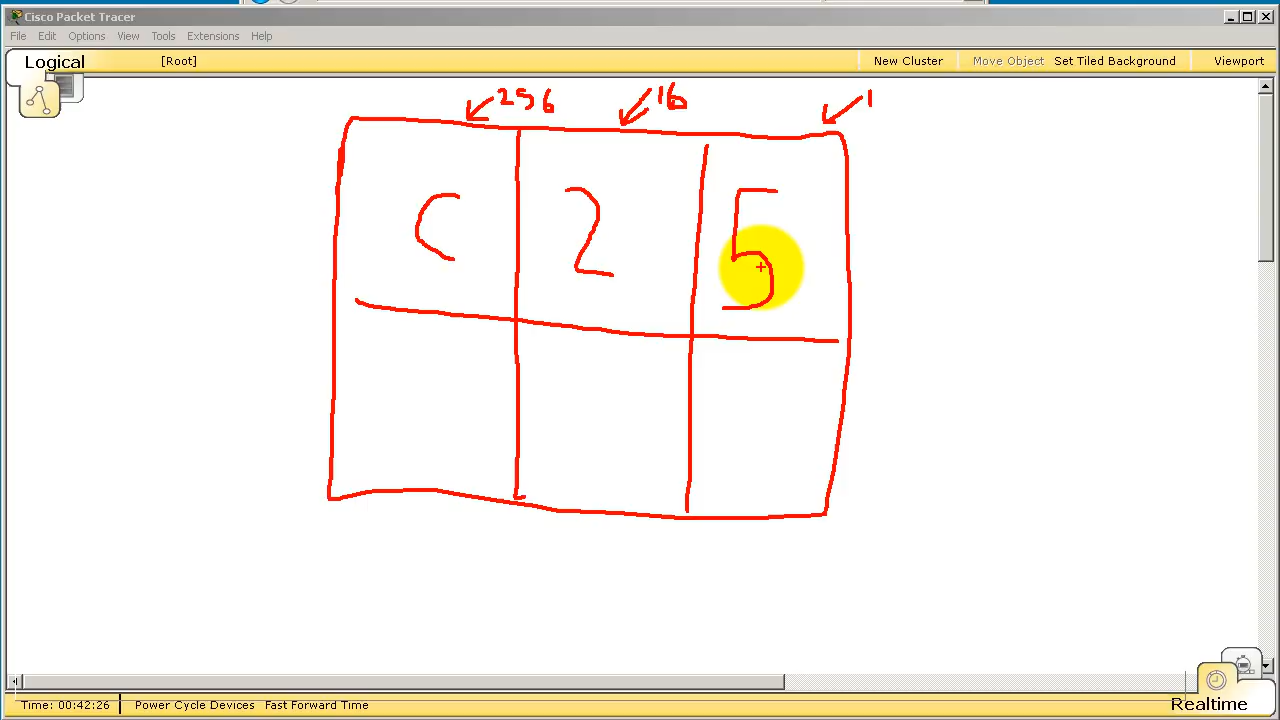 Cisco Packet Tracer
File Edit Options View Tools Extensions Help
Logical [Root] New Cluster Move Object Set Tiled Background Viewport
256 16 1
C 2 5
Time: 00:42:26 Power Cycle Devices Fast Forward Time Realtime